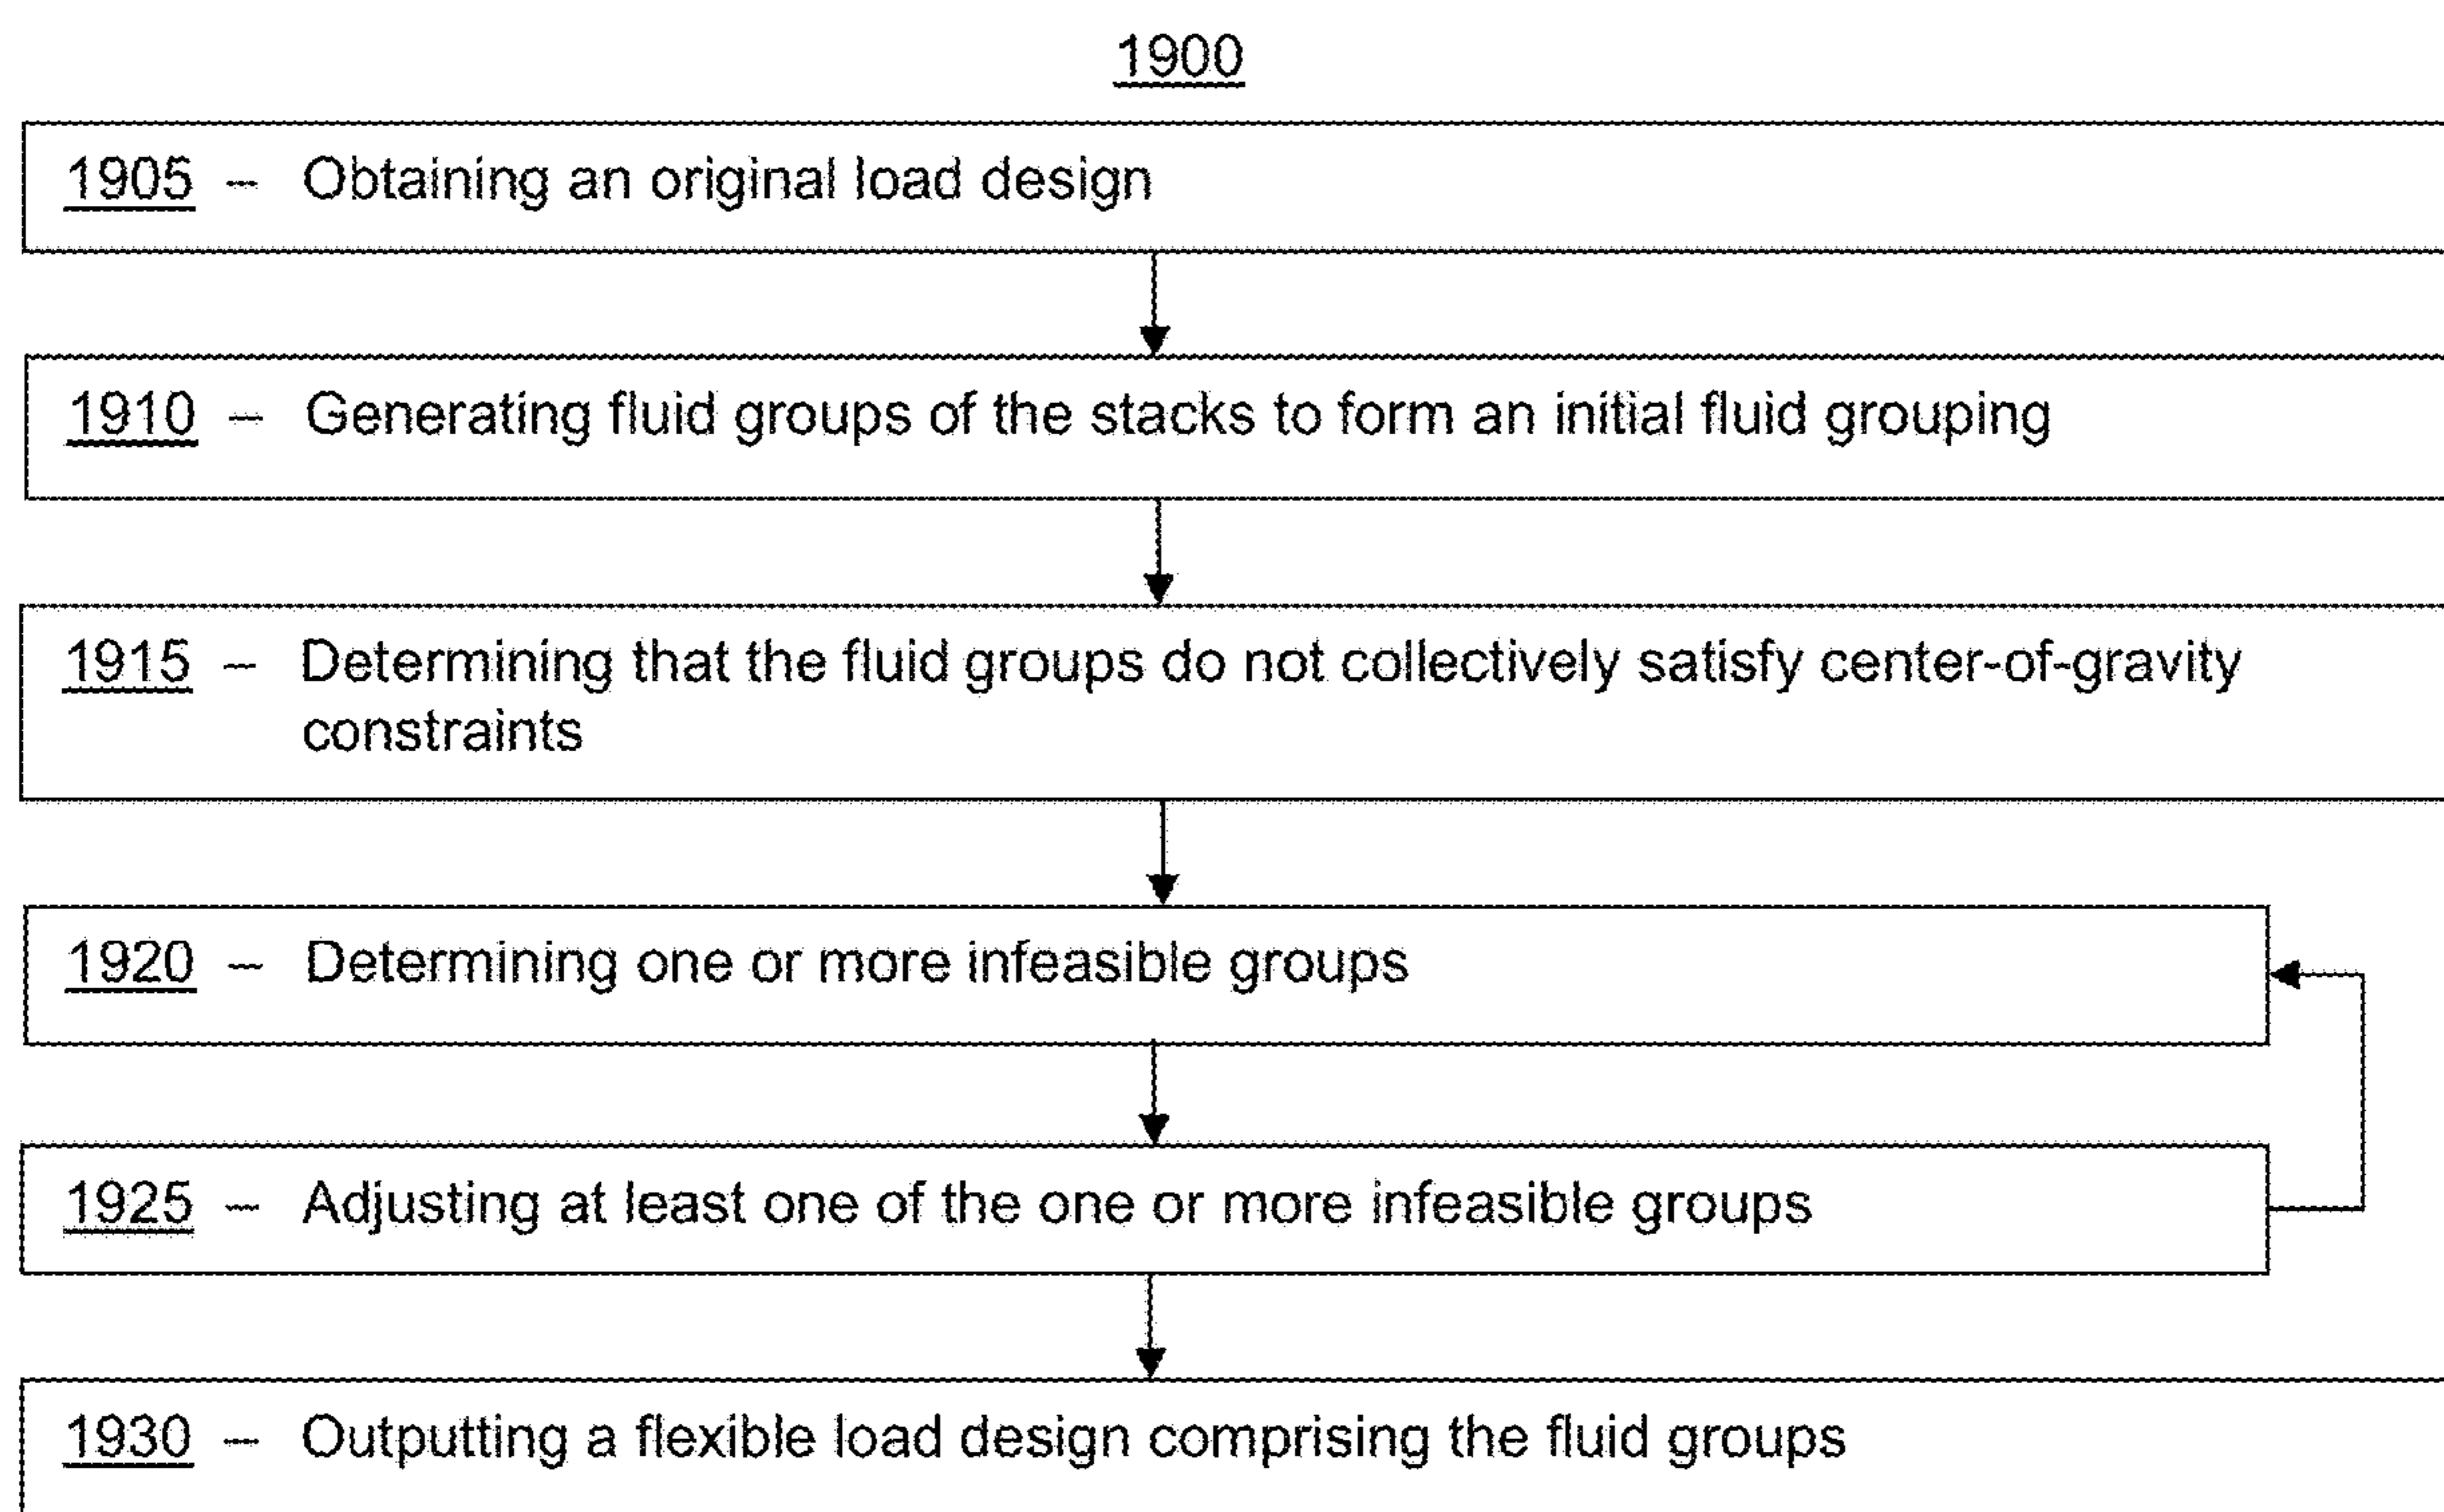 1900
1905 – Obtaining an original load design
1910 – Generating fluid groups of the stacks to form an initial fluid grouping
1915 – Determining that the fluid groups do not collectively satisfy center-of-gravity
constraints
1920 – Determining one or more infeasible groups
1925 – Adjusting at least one of the one or more infeasible groups
1930 – Outputting a flexible load design comprising the fluid groups